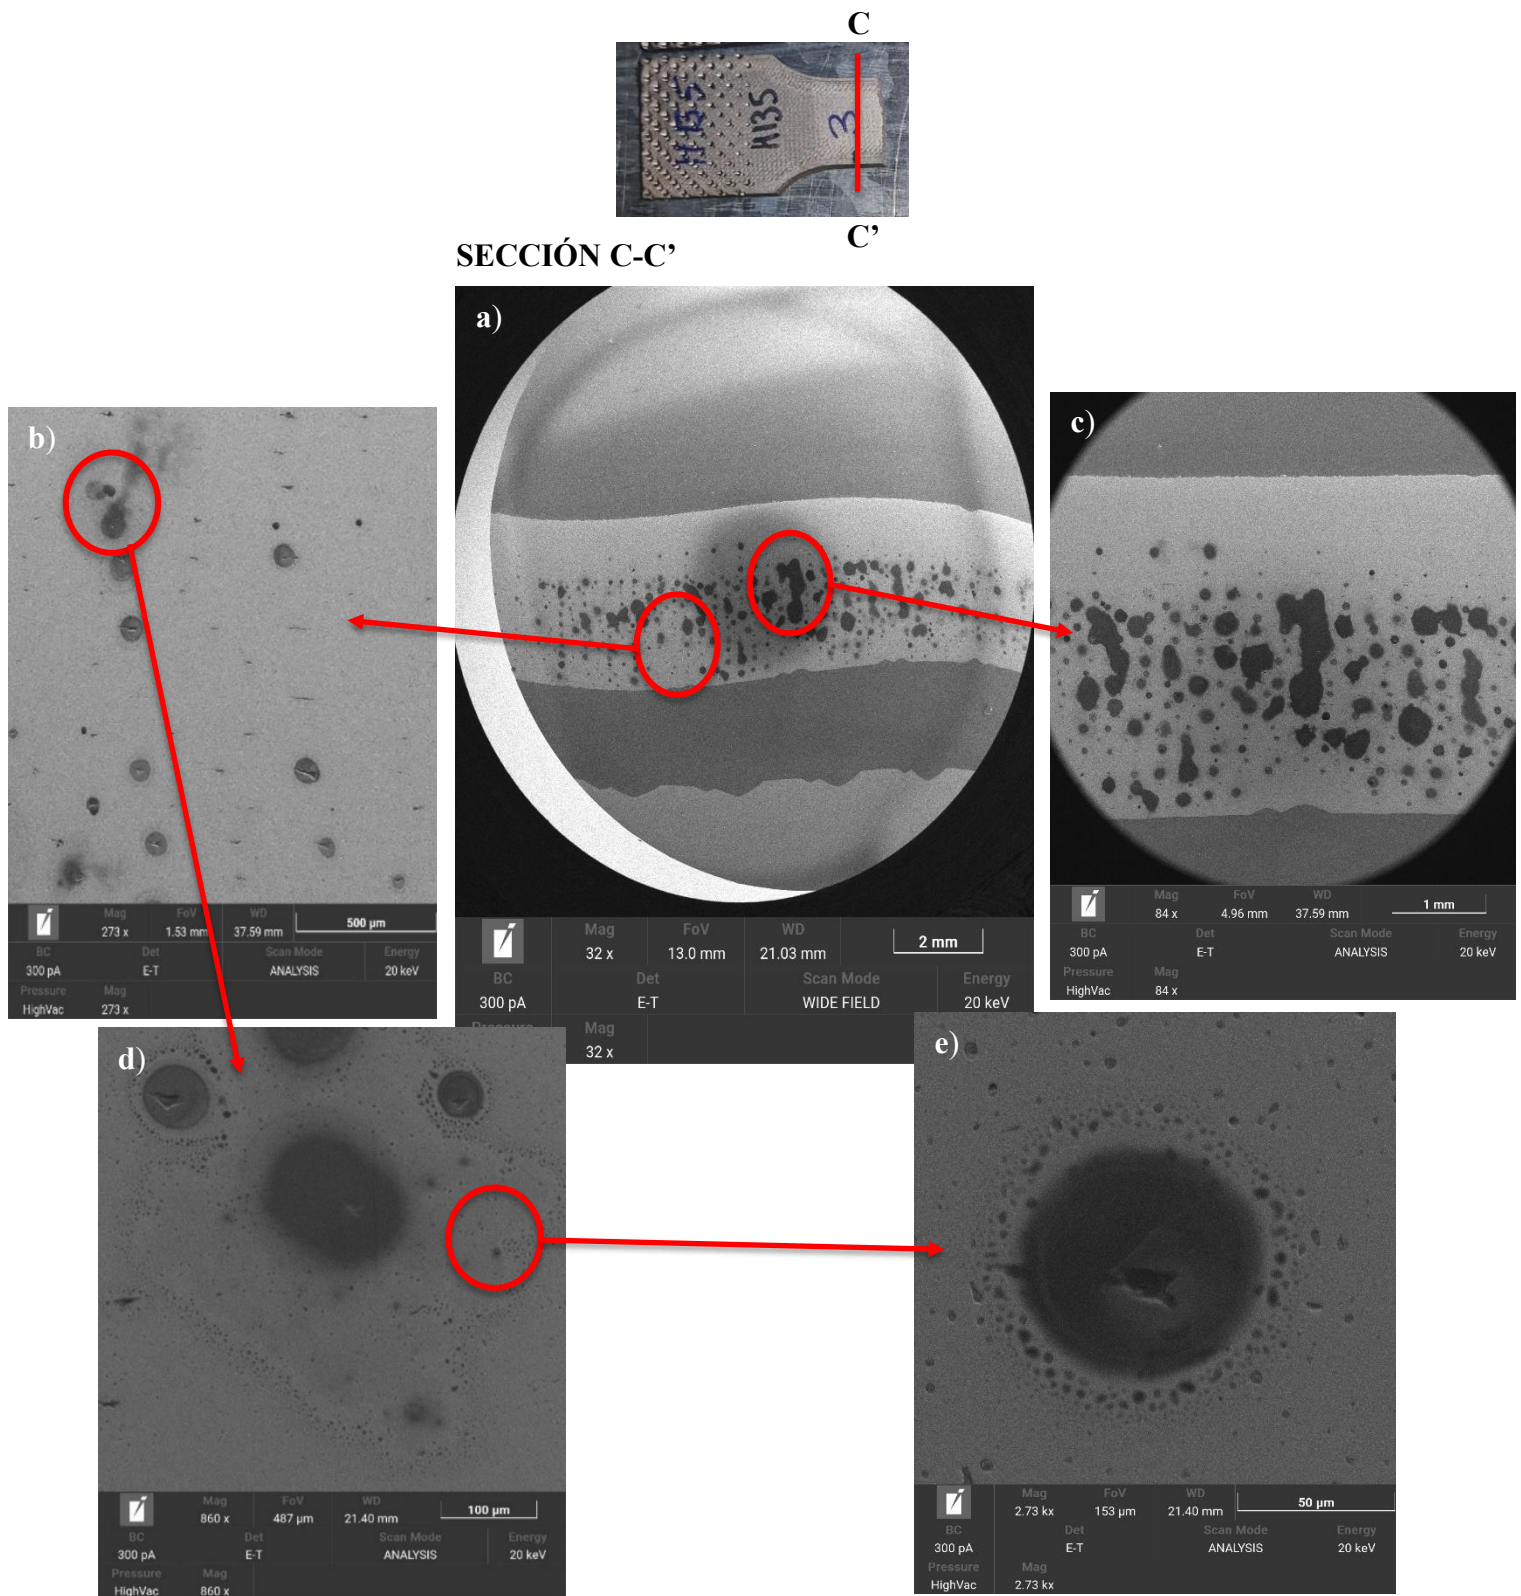 C
H135
H135
3
C'
SECCIÓN C-C’
a)
b)
c)
Mag
273 x
FoV
1.53 mm
WD
37.59 mm
500 µm
BC
300 pA
Det
E-T
Scan Mode
ANALYSIS
Energy
20 keV
Pressure
HighVac
Mag
273 x
Mag
32 x
FoV
13.0 mm
WD
21.03 mm
2 mm
BC
300 pA
Det
E-T
Scan Mode
WIDE FIELD
Energy
20 keV
Pressure
Mag
32 x
Mag
84 x
FoV
4.96 mm
WD
37.59 mm
1 mm
BC
300 pA
Det
E-T
Scan Mode
ANALYSIS
Energy
20 keV
Pressure
HighVac
Mag
84 x
d)
e)
Mag
860 x
FoV
487 µm
WD
21.40 mm
100 µm
BC
300 pA
Det
E-T
Scan Mode
ANALYSIS
Energy
20 keV
Pressure
HighVac
Mag
860 x
Mag
2.73 kx
FoV
153 µm
WD
21.40 mm
50 µm
BC
300 pA
Det
E-T
Scan Mode
ANALYSIS
Energy
20 keV
Pressure
HighVac
Mag
2.73 kx